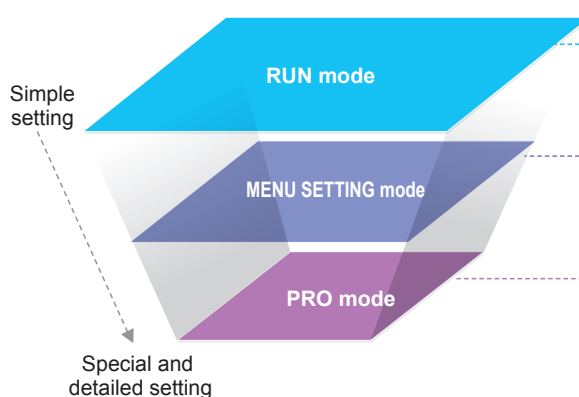 RUN mode
Simple
setting
MENU SETTING mode
PRO mode
Special and
detailed setting